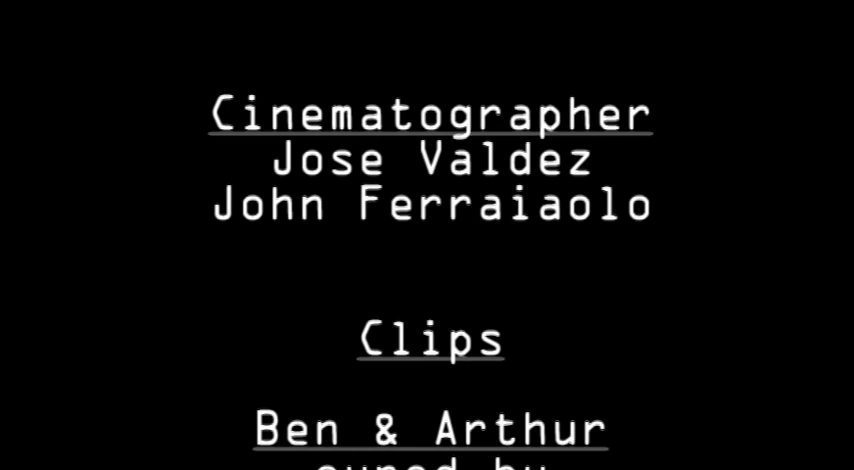 Cinematographer
Jose Valdez
John Ferraiaolo
Clips
Ben & Arthur